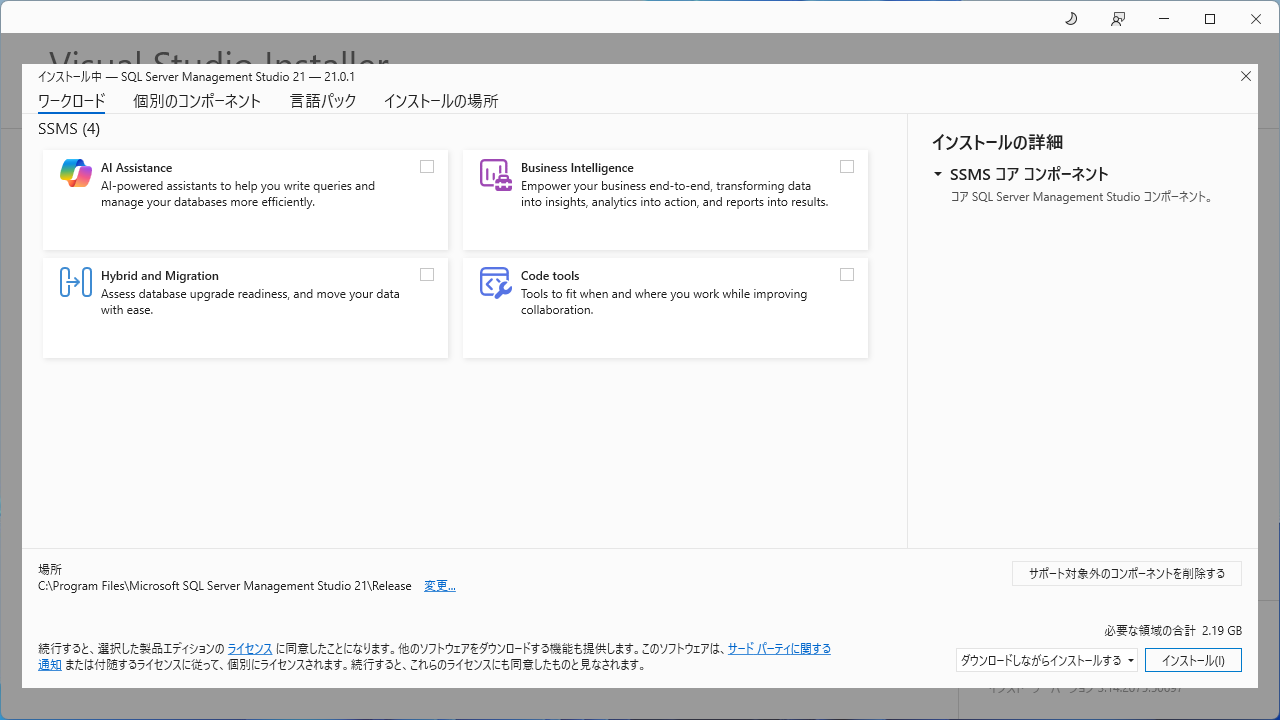 Visual Studio Installer
インストール中 — SQL Server Management Studio 21 — 21.0.1
ワークロード 個別のコンポーネント 言語パック インストールの場所
SSMS (4)
AI Assistance
AI-powered assistants to help you write queries and
manage your databases more efficiently.
Business Intelligence
Empower your business end-to-end, transforming data
into insights, analytics into action, and reports into results.
Hybrid and Migration
Assess database upgrade readiness, and move your data
with ease.
Code tools
Tools to fit when and where you work while improving
collaboration.
インストールの詳細
SSMS コア コンポーネント
コア SQL Server Management Studio コンポーネント。
場所
C:\Program Files\Microsoft SQL Server Management Studio 21\Release 変更...
サポート対象外のコンポーネントを削除する
必要な領域の合計 2.19 GB
続行すると、選択した製品エディションの ライセンス に同意したことになります。他のソフトウェアをダウンロードする機能も提供します。このソフトウェアは、サード パーティに関する
通知 または付随するライセンスに従って、個別にライセンスされます。続行すると、これらのライセンスにも同意したものと見なされます。
ダウンロードしながらインストールする インストール(I)